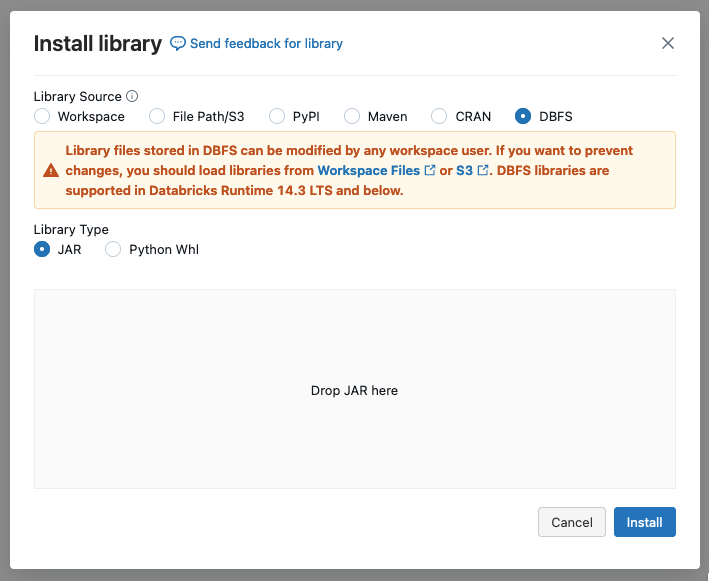 Install library Send feedback for library
Library Source
Workspace File Path/S3 PyPI Maven CRAN DBFS
Library files stored in DBFS can be modified by any workspace user. If you want to prevent
changes, you should load libraries from Workspace Files or S3. DBFS libraries are
supported in Databricks Runtime 14.3 LTS and below.
Library Type
JAR Python Whl
Drop JAR here
Cancel Install